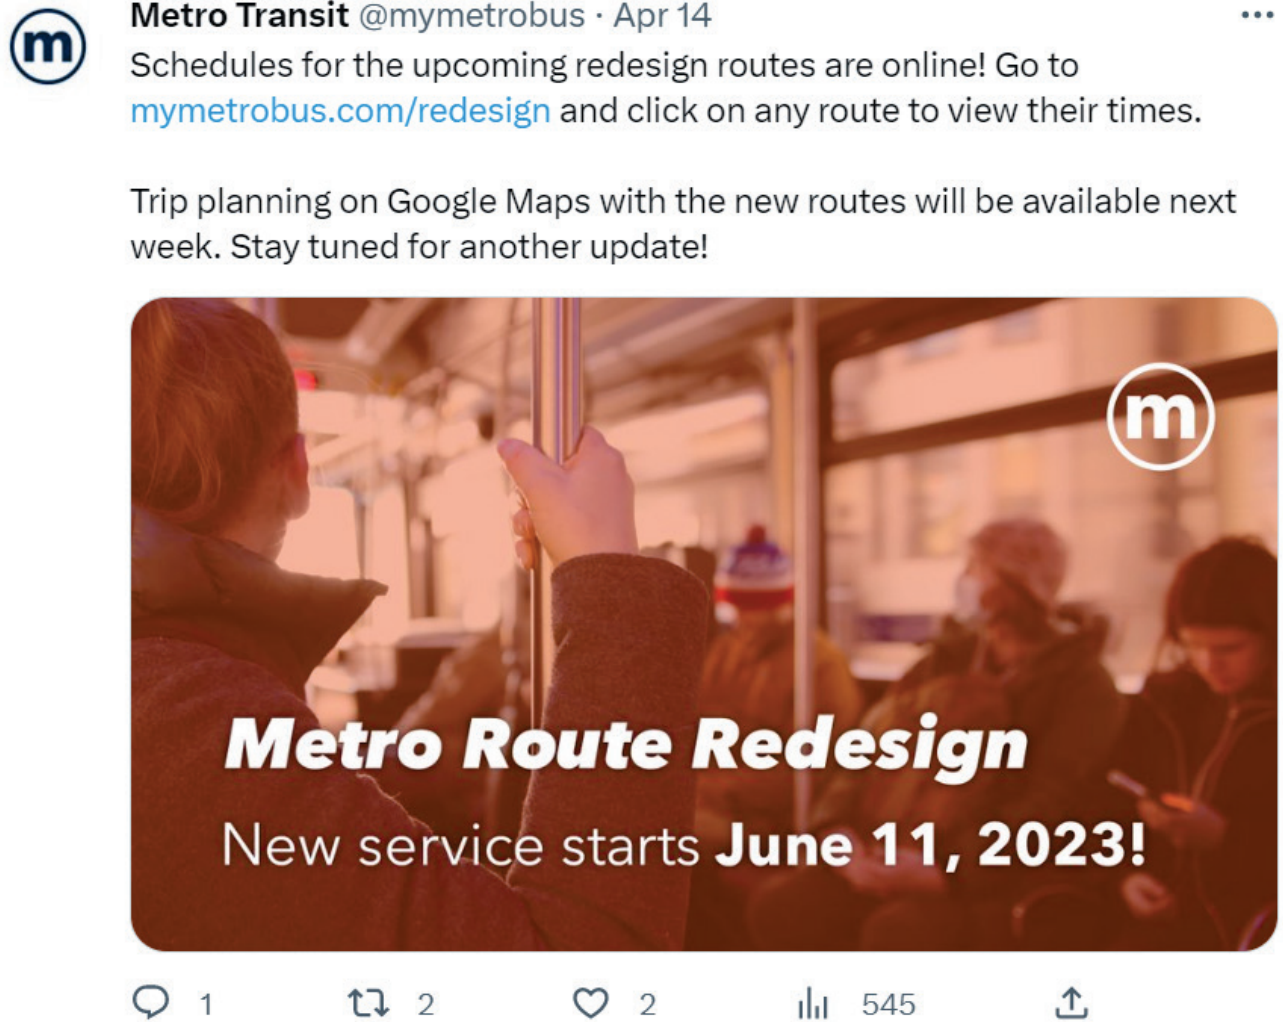 m
Metro Transit @mymetrobus · Apr 14
Schedules for the upcoming redesign routes are online! Go to
mymetrobus.com/redesign and click on any route to view their times.
Trip planning on Google Maps with the new routes will be available next
week. Stay tuned for another update!
m
Metro Route Redesign
New service starts June 11, 2023!
1 2 2 545